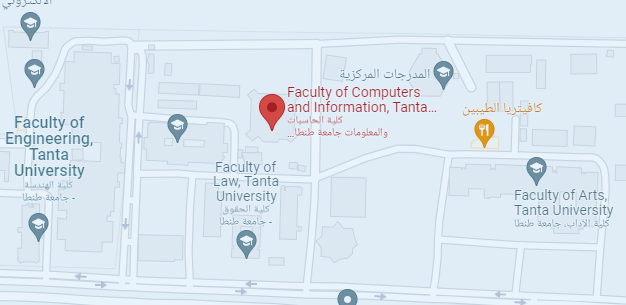 الالكتروني
المدرجات المركزية
Faculty of Computers
and Information, Tanta...
كلية الحاسبات
والمعلومات جامعة طنطا...
كافيتريا الطيبين
Faculty of
Engineering,
Tanta
University
كلية الهندسة
- جامعة طنطا
Faculty of
Law, Tanta
University
كلية الحقوق
- جامعة طنطا
Faculty of Arts,
Tanta University
كلية الاداب، جامعة طنطا